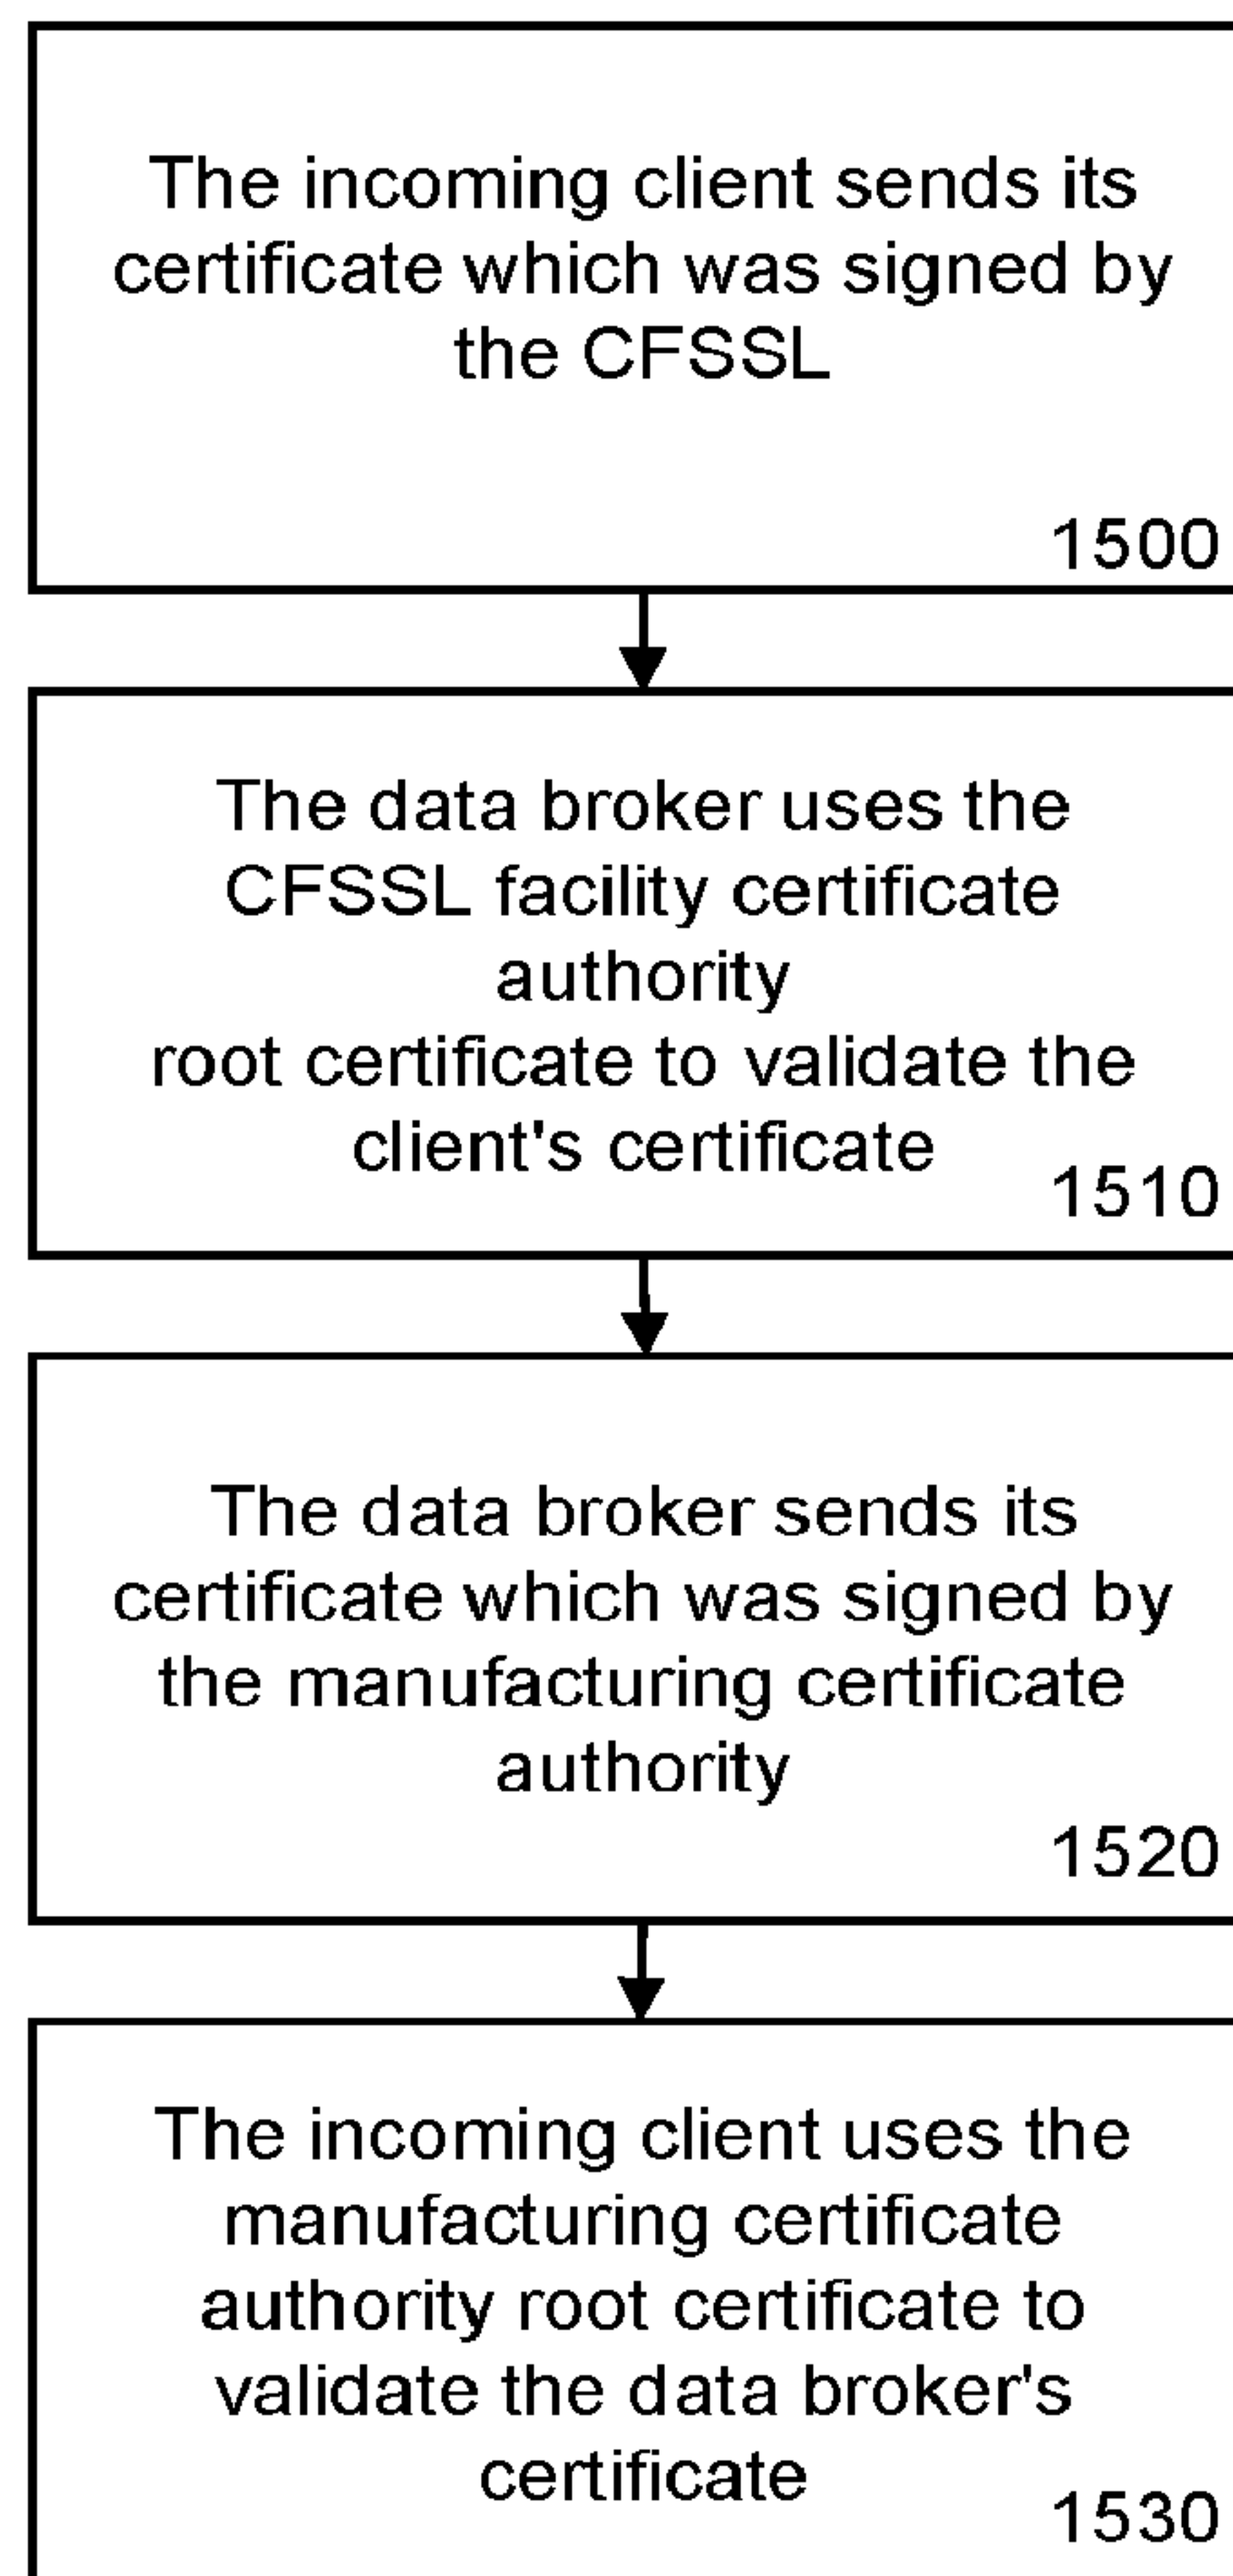 The incoming client sends its
certificate which was signed by
the CFSSL
1500
The data broker uses the
CFSSL facility certificate
authority
root certificate to validate the
client's certificate
1510
The data broker sends its
certificate which was signed by
the manufacturing certificate
authority
1520
The incoming client uses the
manufacturing certificate
authority root certificate to
validate the data broker's
certificate
1530